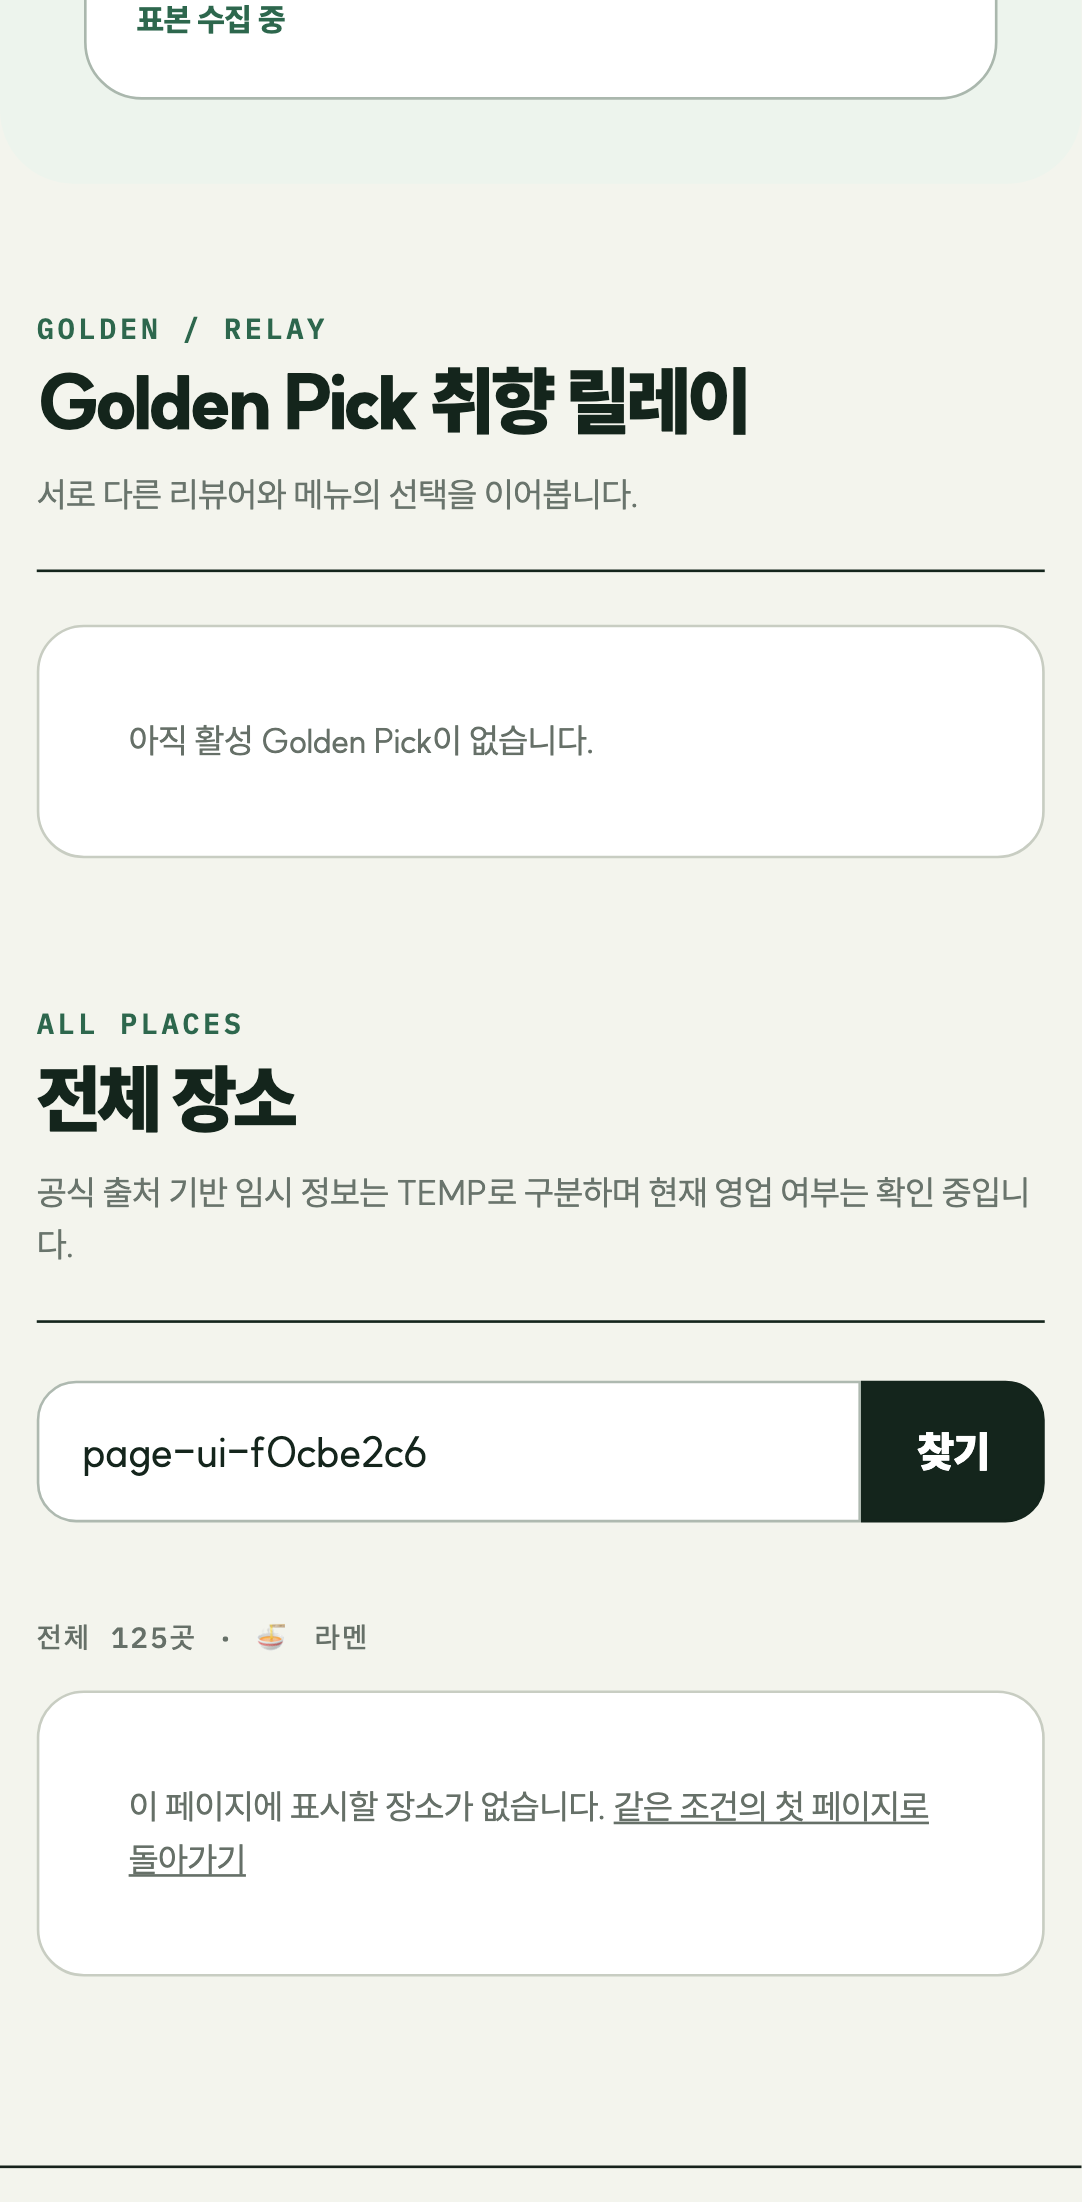 표본 수집 중
GOLDEN / RELAY
Golden Pick 취향 릴레이
서로 다른 리뷰어와 메뉴의 선택을 이어봅니다.
아직 활성 Golden Pick이 없습니다.
ALL PLACES
전체 장소
공식 출처 기반 임시 정보는 TEMP로 구분하며 현재 영업 여부는 확인 중입니
다.
page-ui-f0cbe2c6
찾기
전체 125곳 · 🍜 라멘
이 페이지에 표시할 장소가 없습니다. 같은 조건의 첫 페이지로
돌아가기